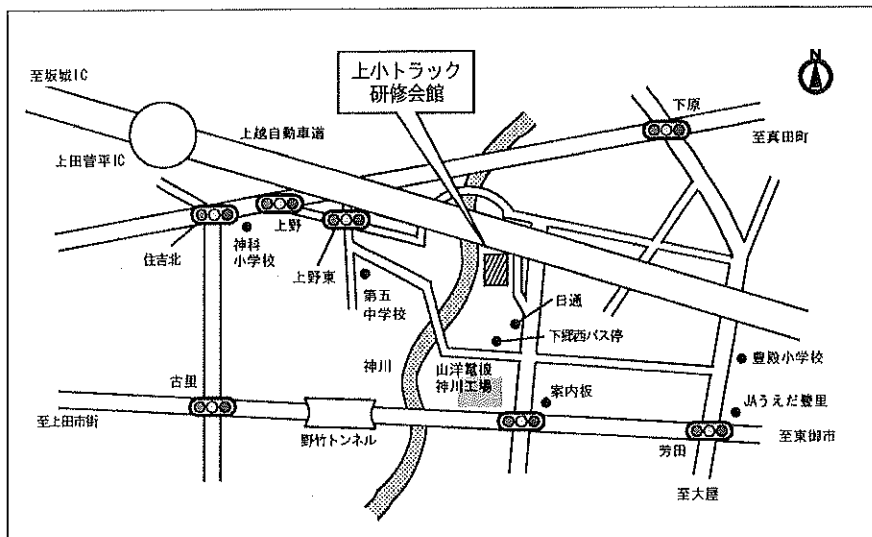 上小トラック
研修会館
N
至坂城IC
下原
上越自動車道
至真田町
上田菅平IC
上野
住吉北
神科
小学校
上野東
第五
中学校
日通
下郷西バス停
神川
山洋電波
神川工場
豊殿小学校
古里
案内板
JAうえだ豊里
至上田市街
野竹トンネル
芳田
至東御市
至大屋